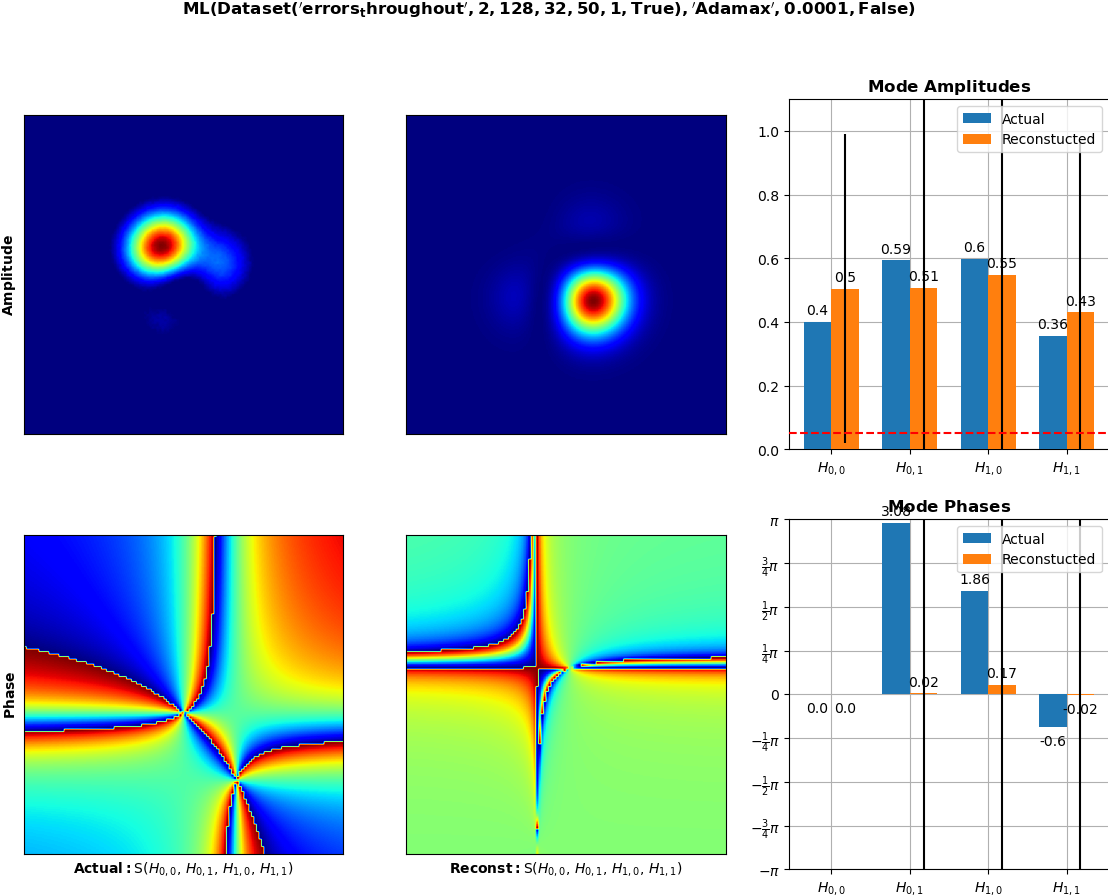 ML(Dataset('errors_throughout', 2, 128, 32, 50, 1, True), 'Adamax', 0.0001, False)
Mode Amplitudes
Actual
Reconstucted
1.0
0.8
0.6
0.4
0.2
0.0
0.4
0.5
0.59
0.51
0.6
0.55
0.36
0.43
H0,0
H0,1
H1,0
H1,1
Amplitude
Mode Phases
Actual
Reconstucted
π
3/4π
1/2π
1/4π
0
−1/4π
−1/2π
−3/4π
−π
0.0
0.0
3.08
0.02
1.86
0.17
-0.6
-0.02
H0,0
H0,1
H1,0
H1,1
Phase
Actual: S(H0,0, H0,1, H1,0, H1,1)
Reconst: S(H0,0, H0,1, H1,0, H1,1)